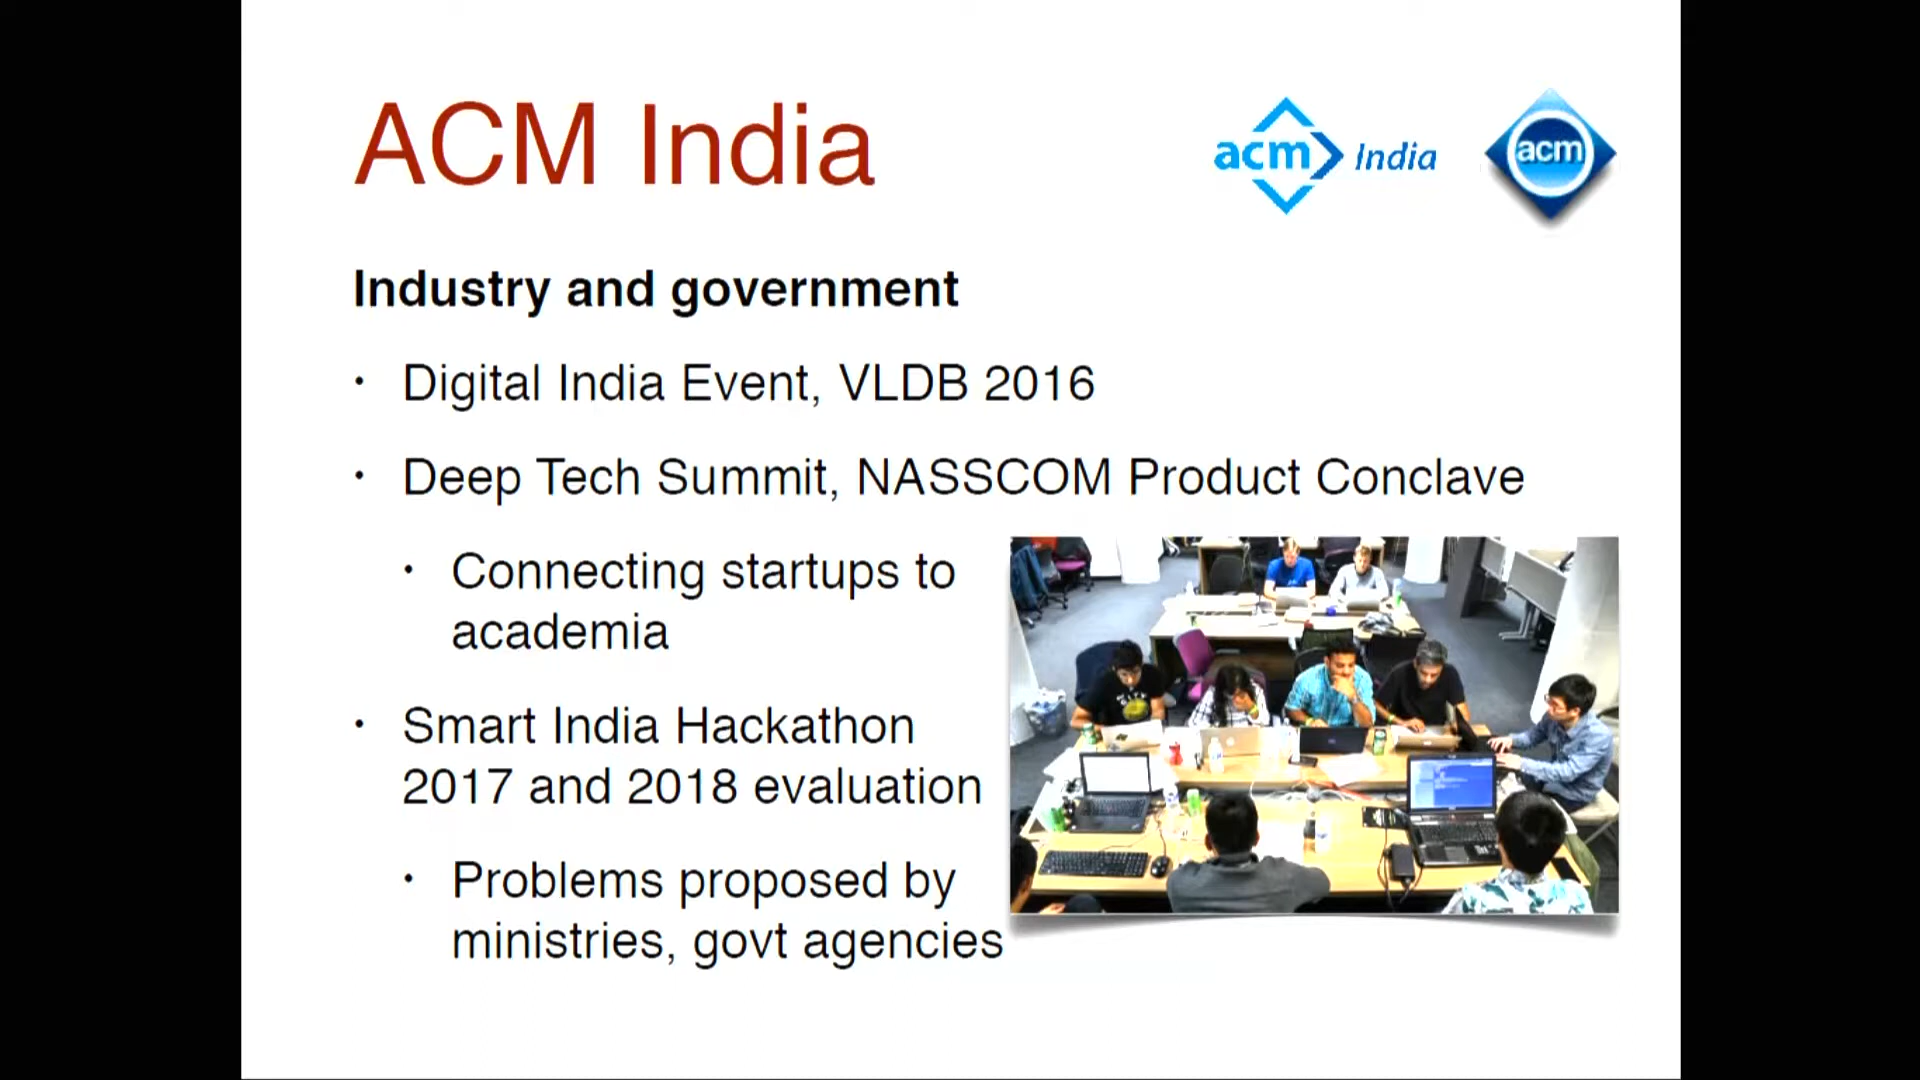 ACM India
acm India
acm
Industry and government
• Digital India Event, VLDB 2016
• Deep Tech Summit, NASSCOM Product Conclave
• Connecting startups to
academia
• Smart India Hackathon
2017 and 2018 evaluation
• Problems proposed by
ministries, govt agencies